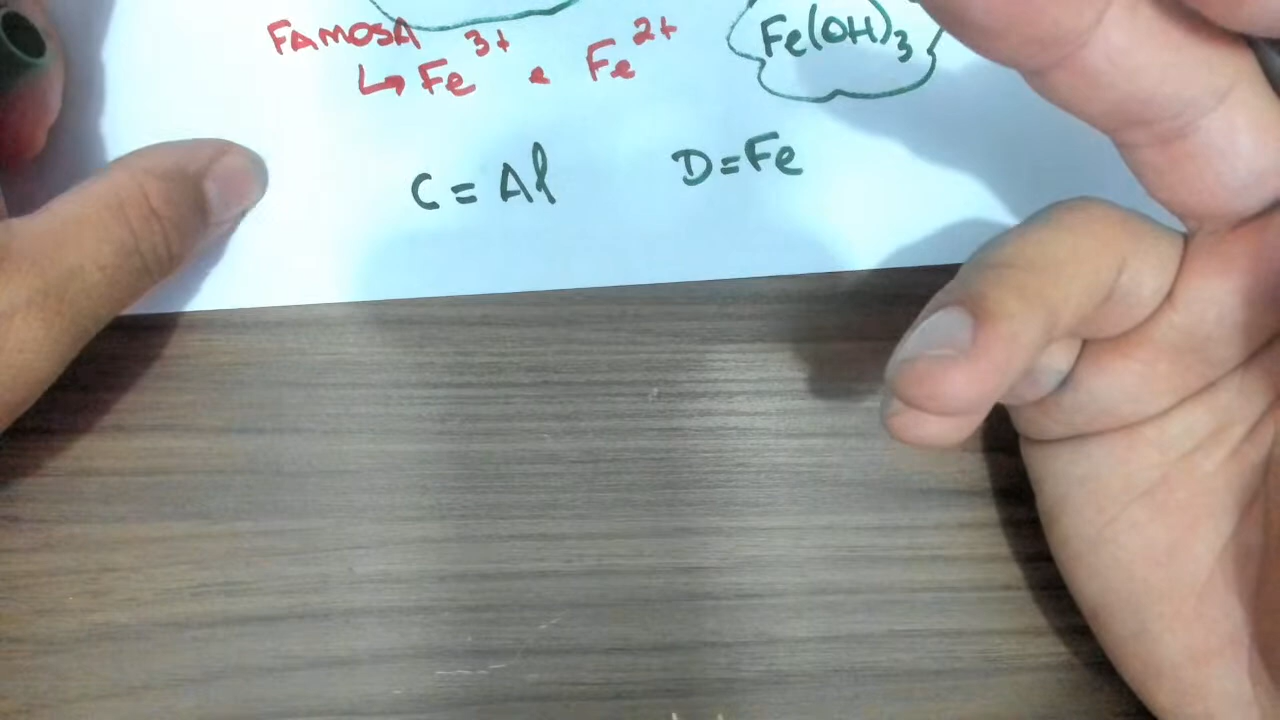 FAMOSA
↳ Fe³⁺ e Fe²⁺
Fe(OH)₃
C = Al
D = Fe